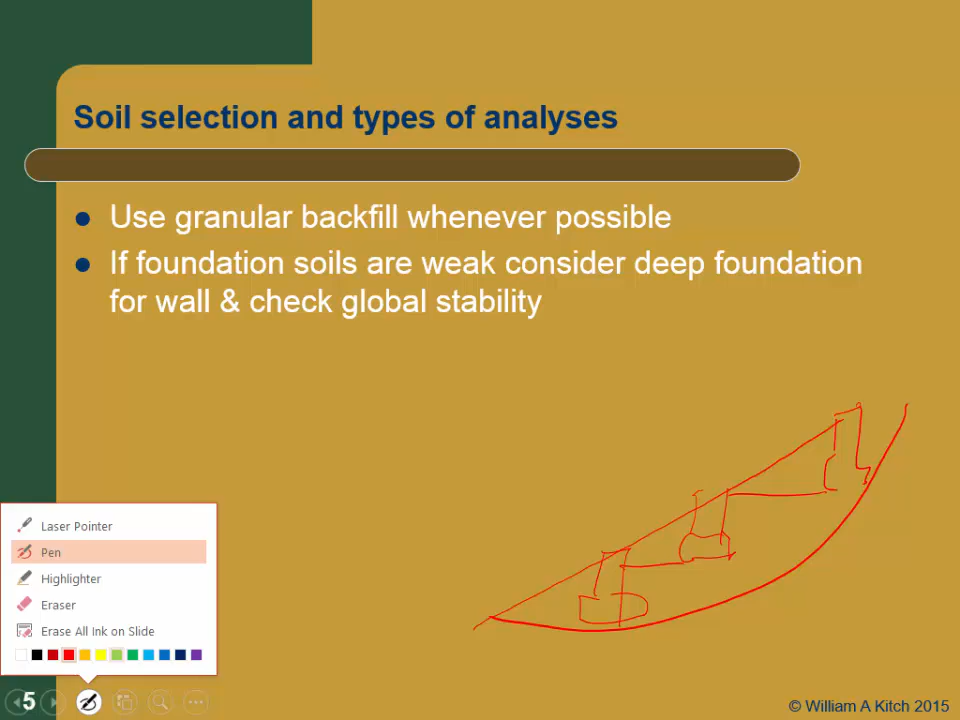 Soil selection and types of analyses
Use granular backfill whenever possible
If foundation soils are weak consider deep foundation
for wall & check global stability
Laser Pointer
Pen
Highlighter
Eraser
Erase All Ink on Slide
5
© William A Kitch 2015